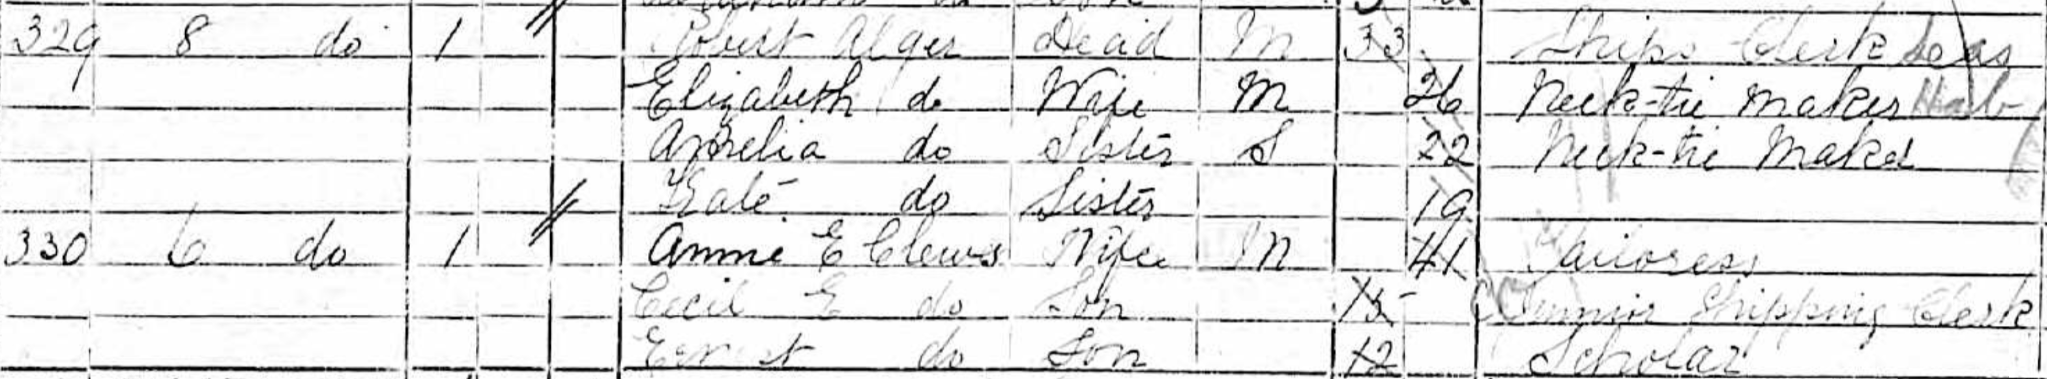 329 8 do 1 Robert Alger Head M 33 Ships Clerk Seas
Elizabeth do Wife M 26 Neck-tie Maker
Amelia do Sister S 22 Neck-tie Maker
Kate do Sister 19
330 6 do 1 Annie E Clews Wife M 41 Tailoress
Cecil E do Son 15 Junior Shipping Clerk
Ernest do Son 12 Scholar